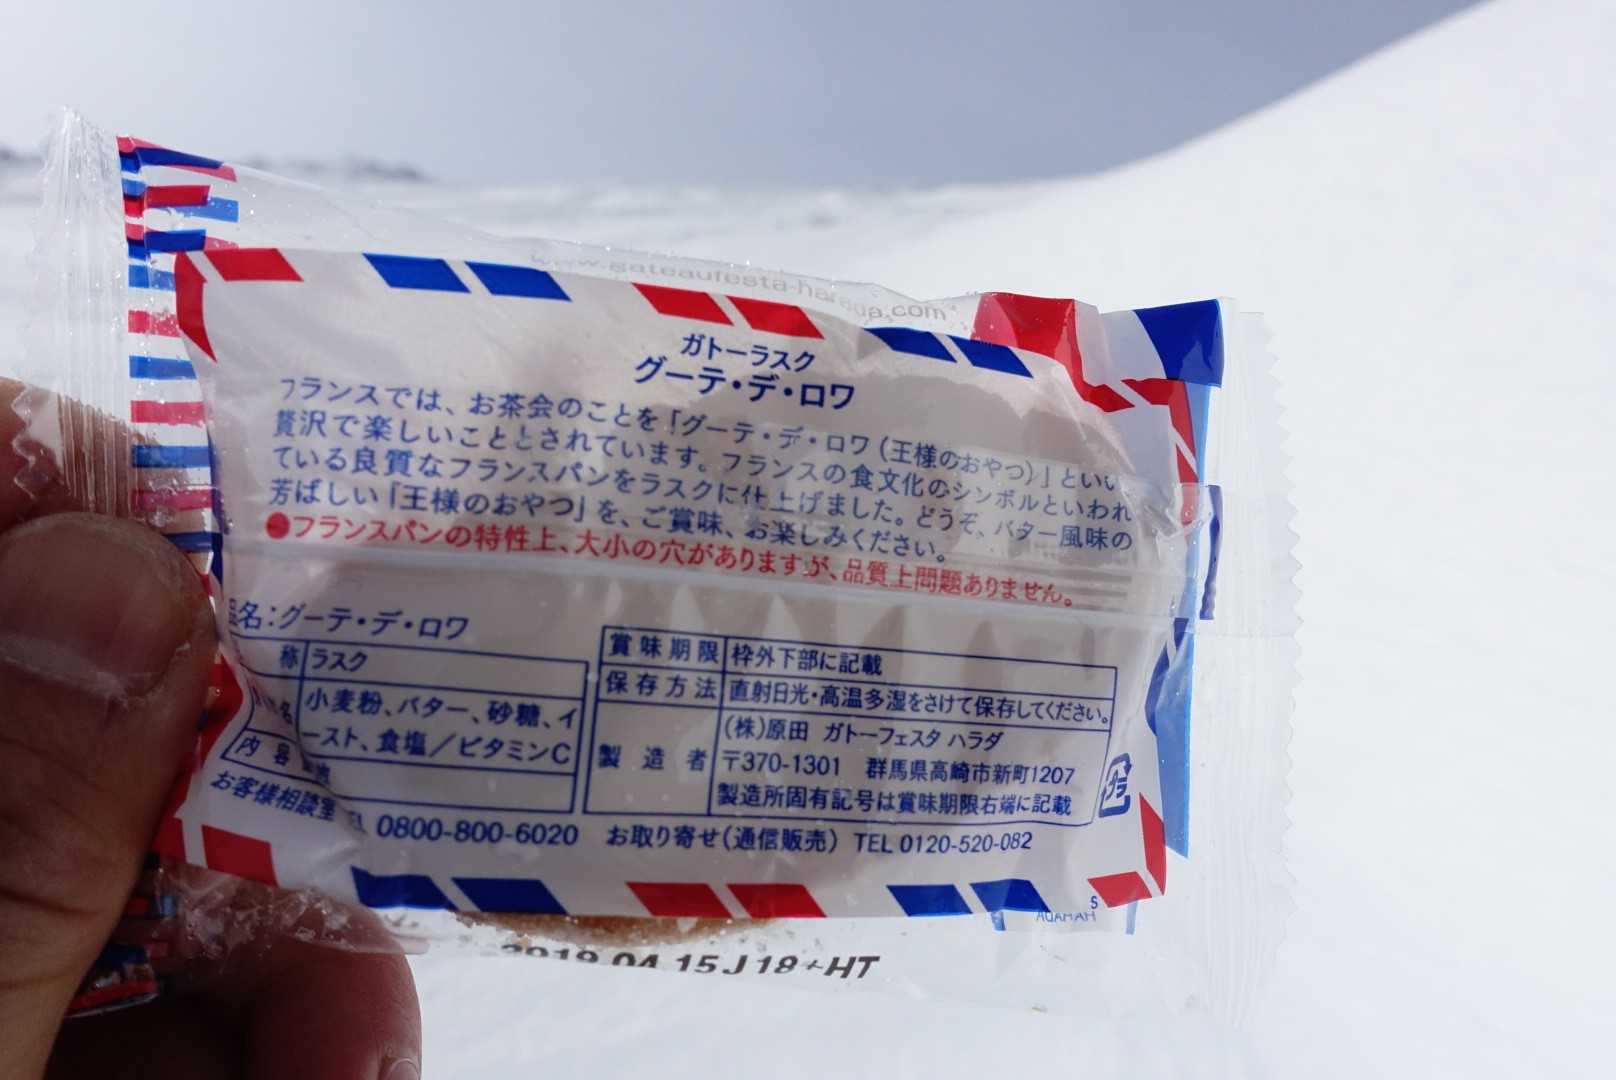 www.gateaufesta-harada.com
ガトーラスク
グーテ・デ・ロワ
フランスでは、お茶会のことを「グーテ・デ・ロワ(王様のおやつ)」といい
贅沢で楽しいこととされています。フランスの食文化のシンボルといわれ
ている良質なフランスパンをラスクに仕上げました。どうぞ、バター風味の
芳ばしい「王様のおやつ」を、ご賞味、お楽しみください。
●フランスパンの特性上、大小の穴がありますが、品質上問題ありません。
品名:グーテ・デ・ロワ
称 ラスク
名 小麦粉、バター、砂糖、イ
ースト、食塩/ビタミンC
内容
お客様相談室 TEL 0800-800-6020
賞味期限 枠外下部に記載
保存方法 直射日光・高温多湿をさけて保存してください。
製造者 (株)原田 ガトーフェスタ ハラダ
〒370-1301 群馬県高崎市新町1207
製造所固有記号は賞味期限右端に記載
プラ
お取り寄せ(通信販売) TEL 0120-520-082
2019.04.15J18+HT